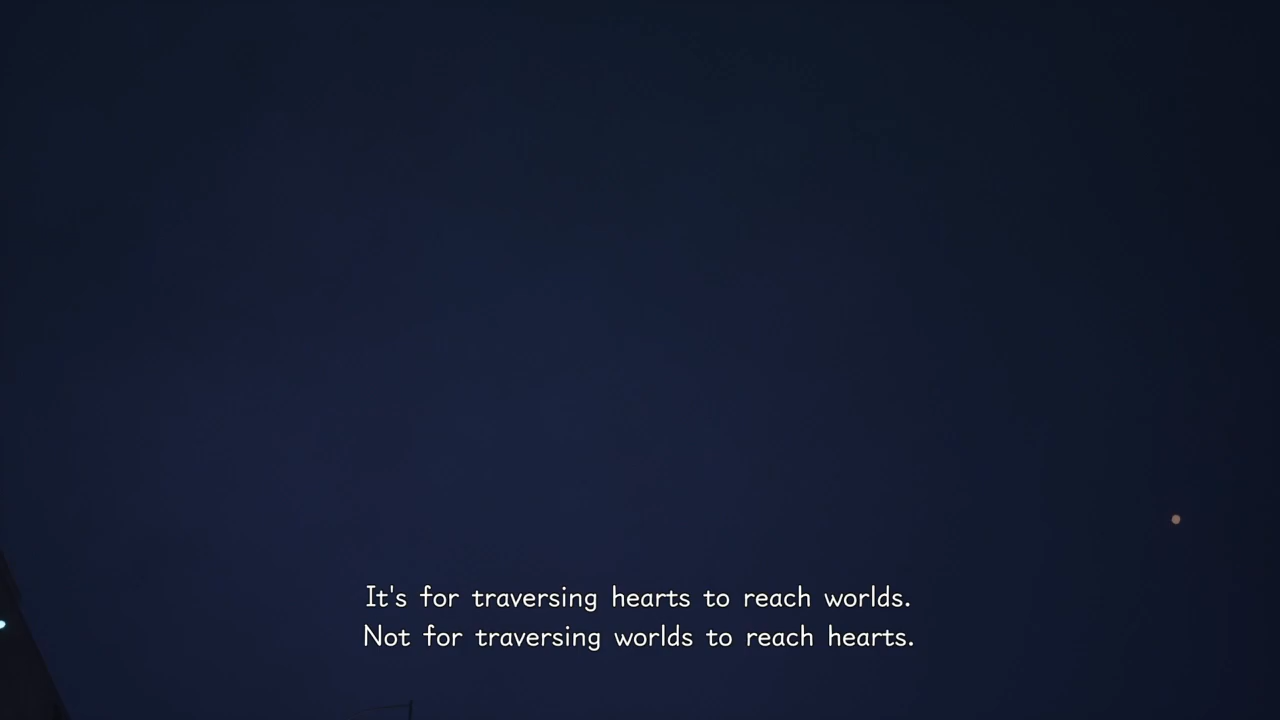 It's for traversing hearts to reach worlds.
Not for traversing worlds to reach hearts.